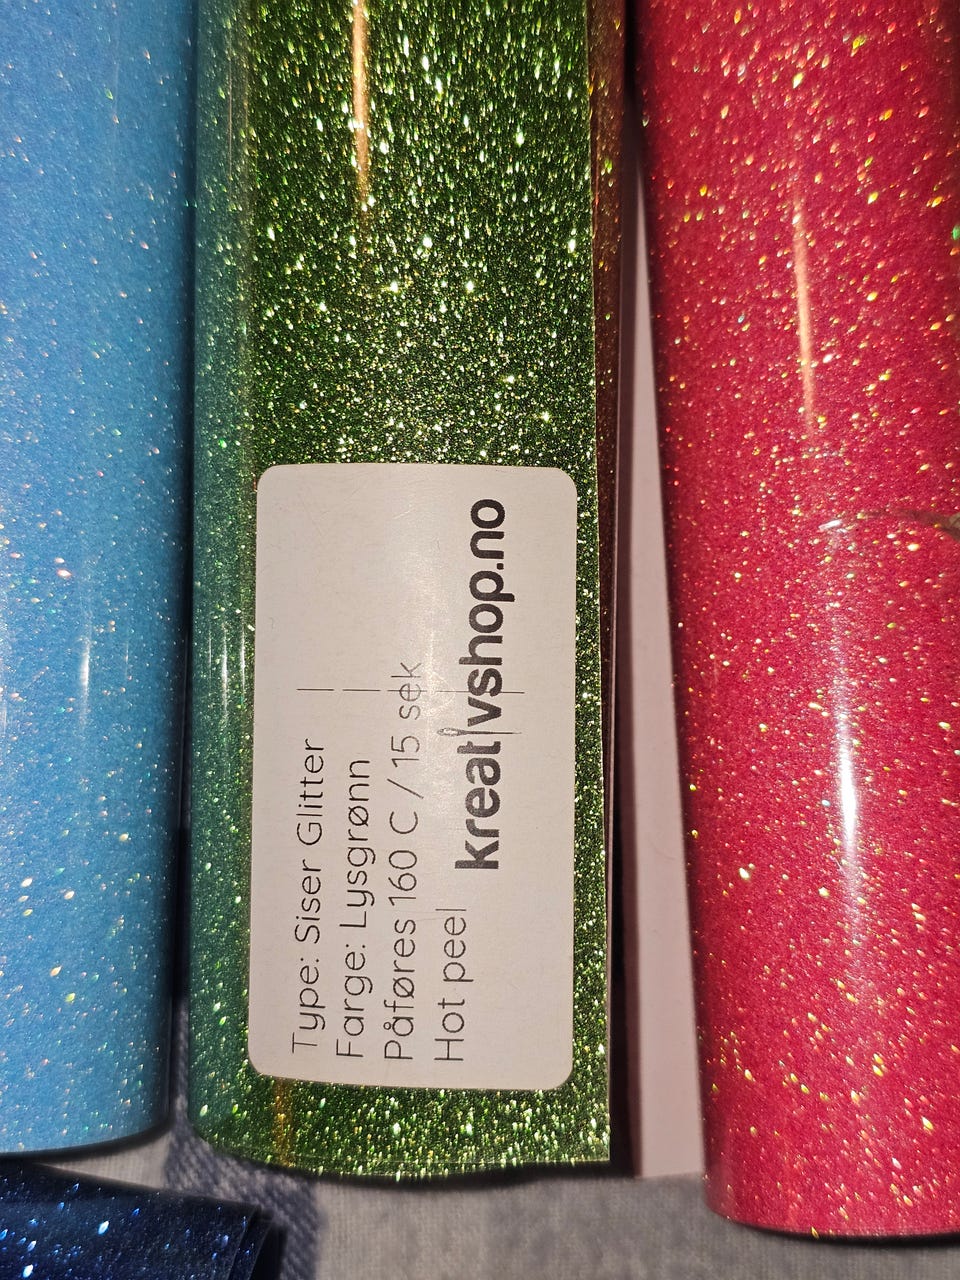 Type: Siser Glitter
Farge: Lysgrønn
Påføres 160 C / 15 sek
Hot peel
kreativshop.no